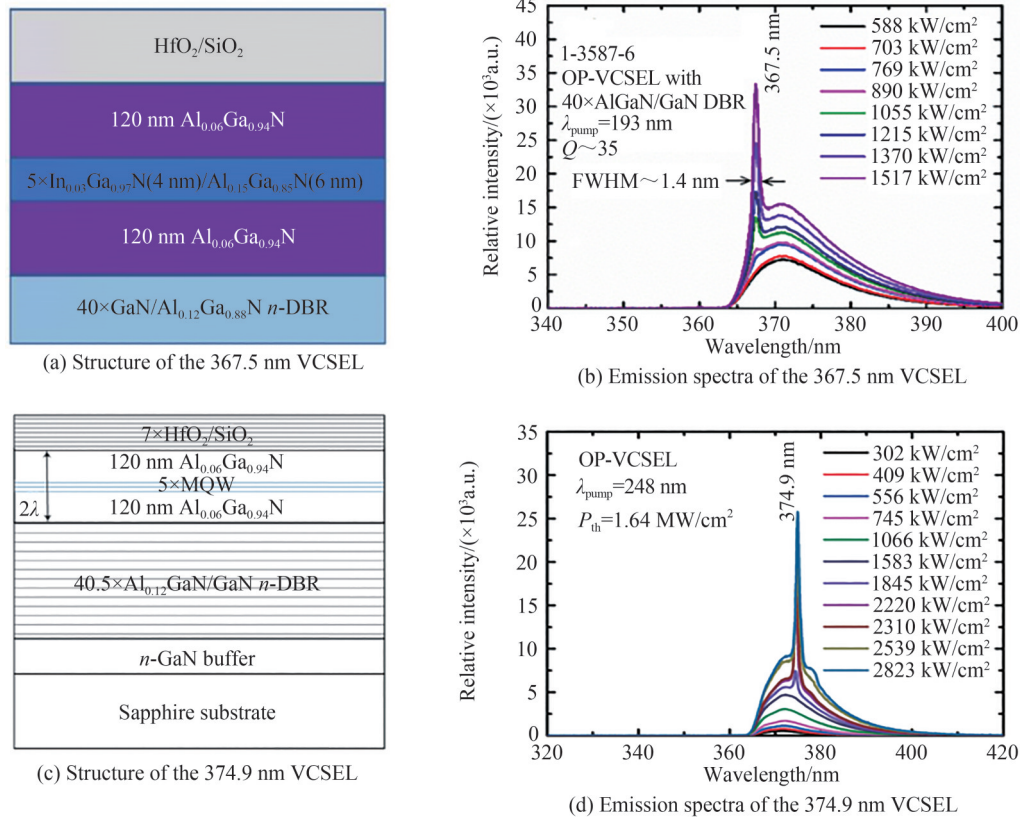 HfO₂/SiO₂
120 nm Al₀.₀₆Ga₀.₉₄N
5×In₀.₀₃Ga₀.₉₇N(4 nm)/Al₀.₁₅Ga₀.₈₅N(6 nm)
120 nm Al₀.₀₆Ga₀.₉₄N
40×GaN/Al₀.₁₂Ga₀.₈₈N n-DBR
(a) Structure of the 367.5 nm VCSEL
Relative intensity/(×10³a.u.)
45
40
35
30
25
20
15
10
5
0
1-3587-6
OP-VCSEL with
40×AlGaN/GaN DBR
λpump=193 nm
Q～35
FWHM～1.4 nm
367.5 nm
588 kW/cm²
703 kW/cm²
769 kW/cm²
890 kW/cm²
1055 kW/cm²
1215 kW/cm²
1370 kW/cm²
1517 kW/cm²
340 350 360 370 380 390 400
Wavelength/nm
(b) Emission spectra of the 367.5 nm VCSEL
7×HfO₂/SiO₂
120 nm Al₀.₀₆Ga₀.₉₄N
5×MQW
2λ
120 nm Al₀.₀₆Ga₀.₉₄N
40.5×Al₀.₁₂GaN/GaN n-DBR
n-GaN buffer
Sapphire substrate
(c) Structure of the 374.9 nm VCSEL
Relative intensity/(×10³a.u.)
35
30
25
20
15
10
5
0
OP-VCSEL
λpump=248 nm
Pth=1.64 MW/cm²
374.9 nm
302 kW/cm²
409 kW/cm²
556 kW/cm²
745 kW/cm²
1066 kW/cm²
1583 kW/cm²
1845 kW/cm²
2220 kW/cm²
2310 kW/cm²
2539 kW/cm²
2823 kW/cm²
320 340 360 380 400 420
Wavelength/nm
(d) Emission spectra of the 374.9 nm VCSEL